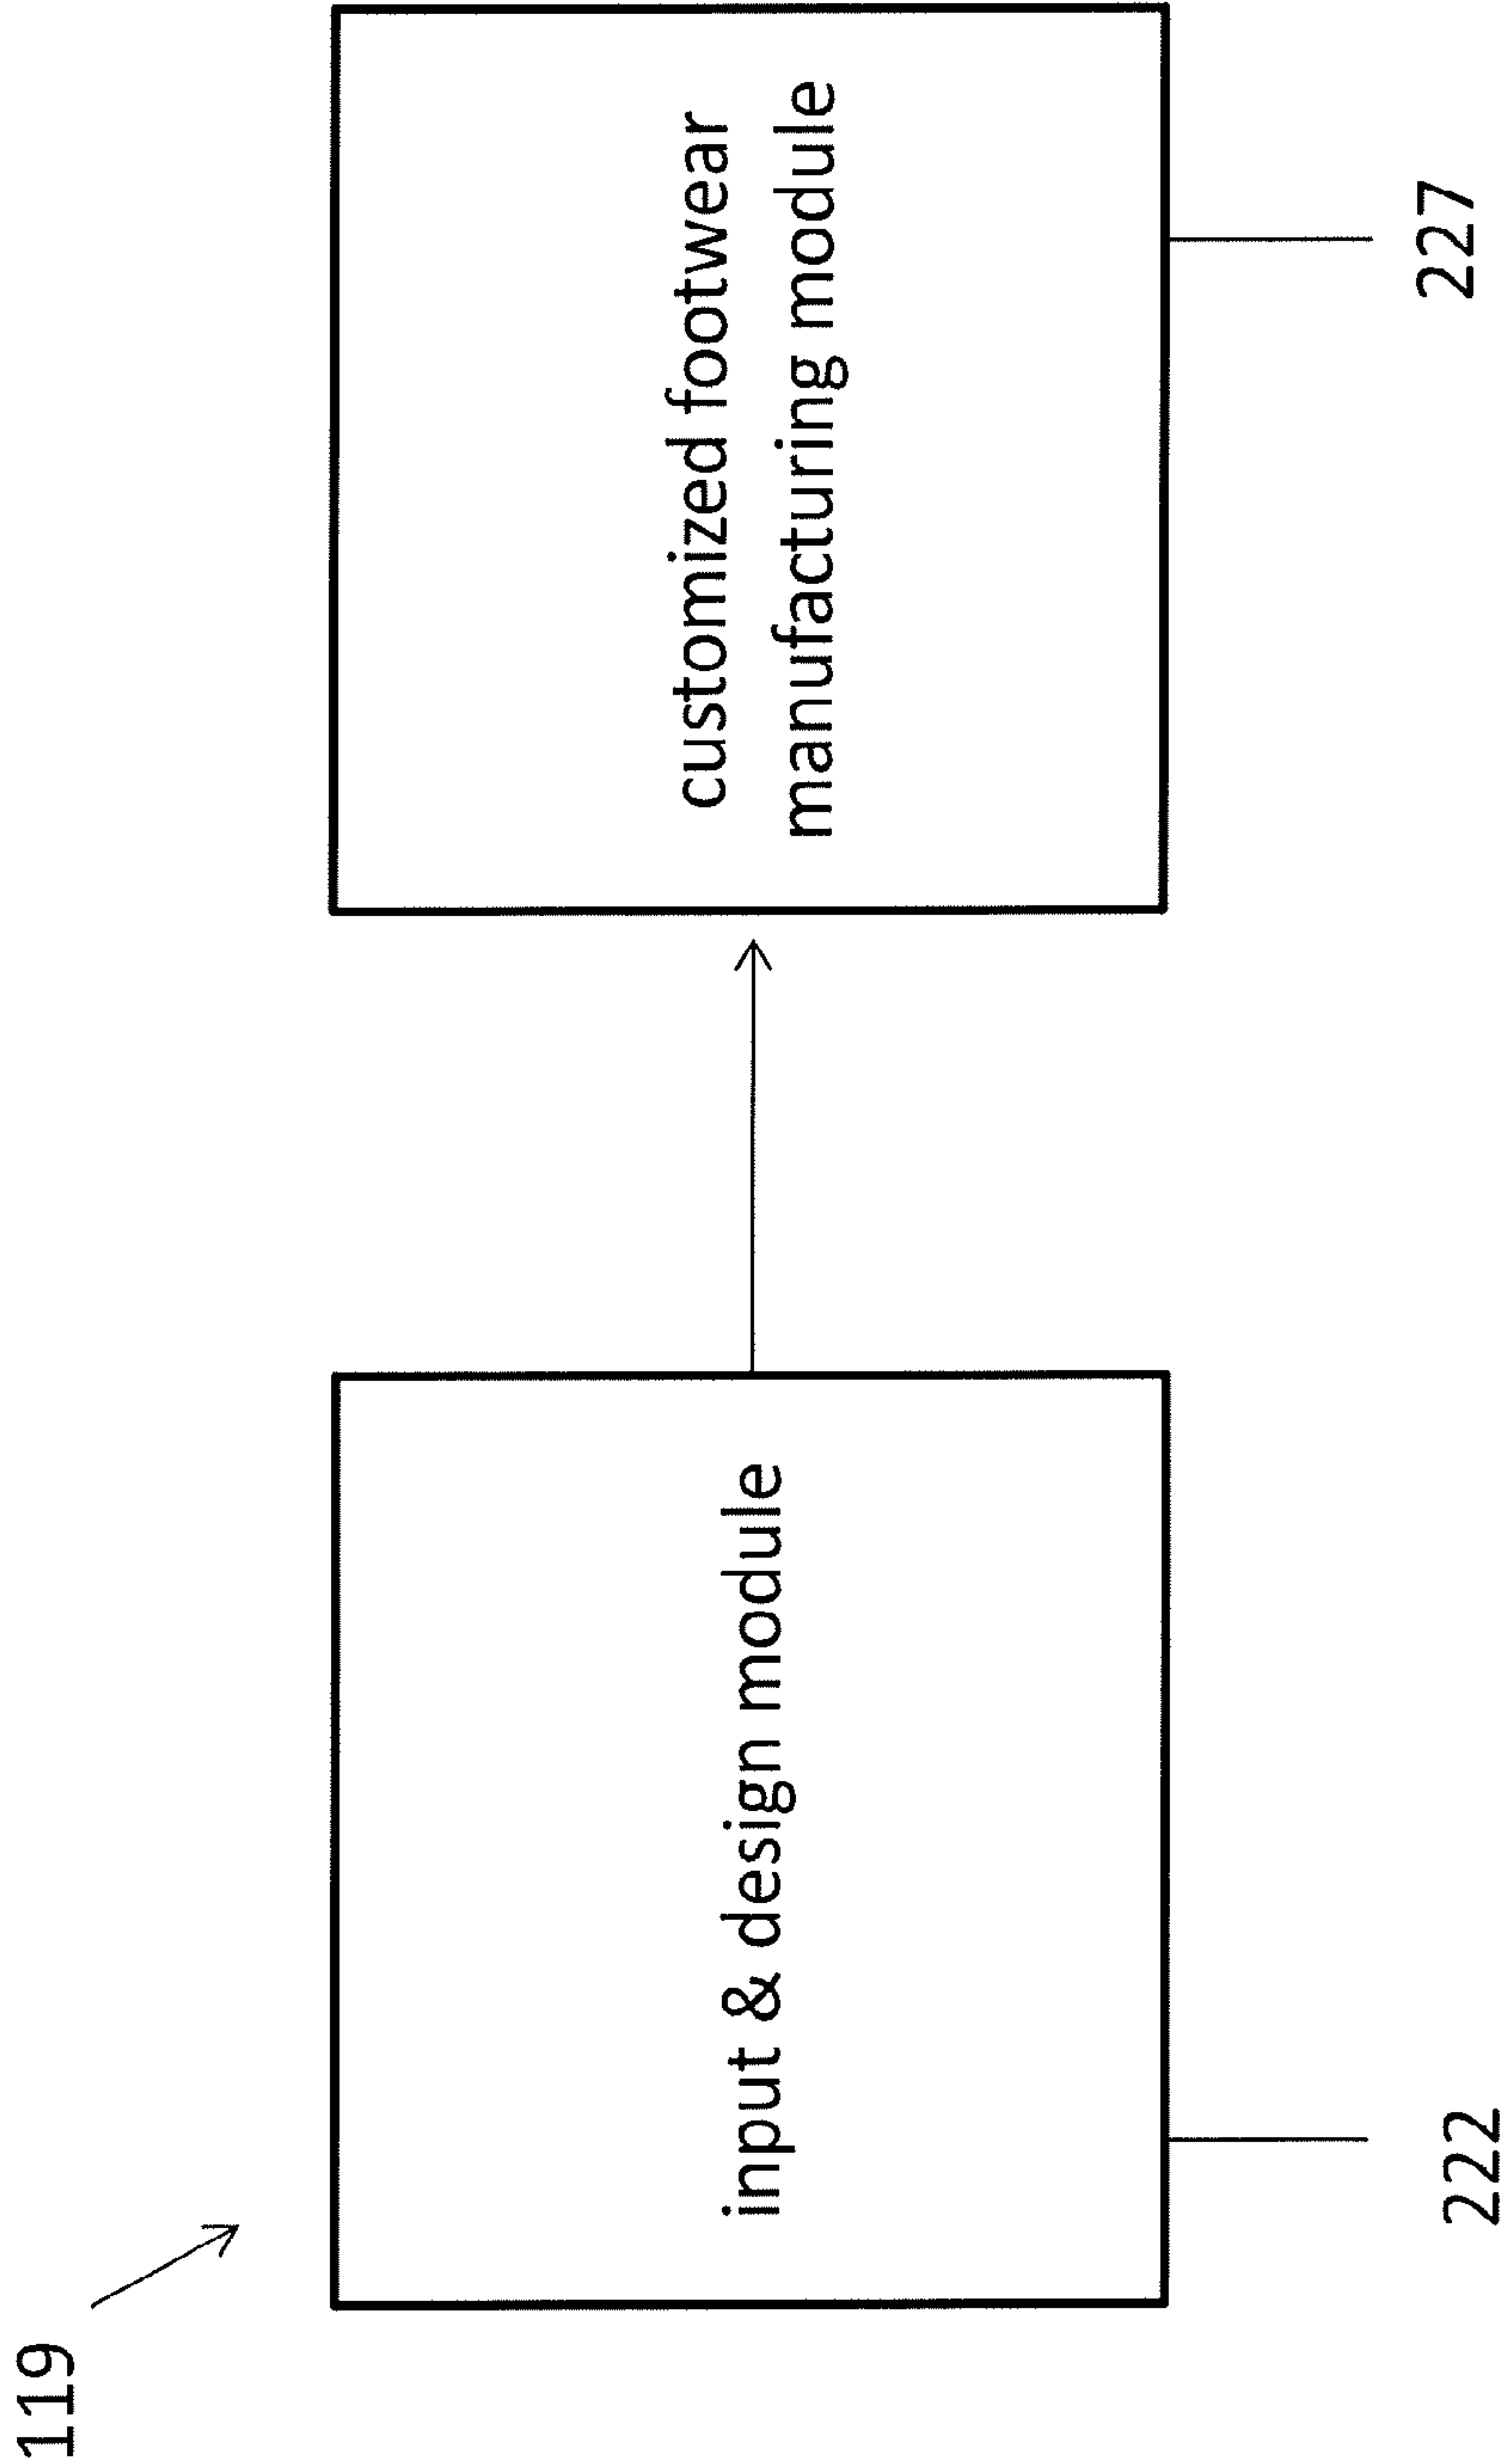 119
input & design module
222
customized footwear
manufacturing module
227